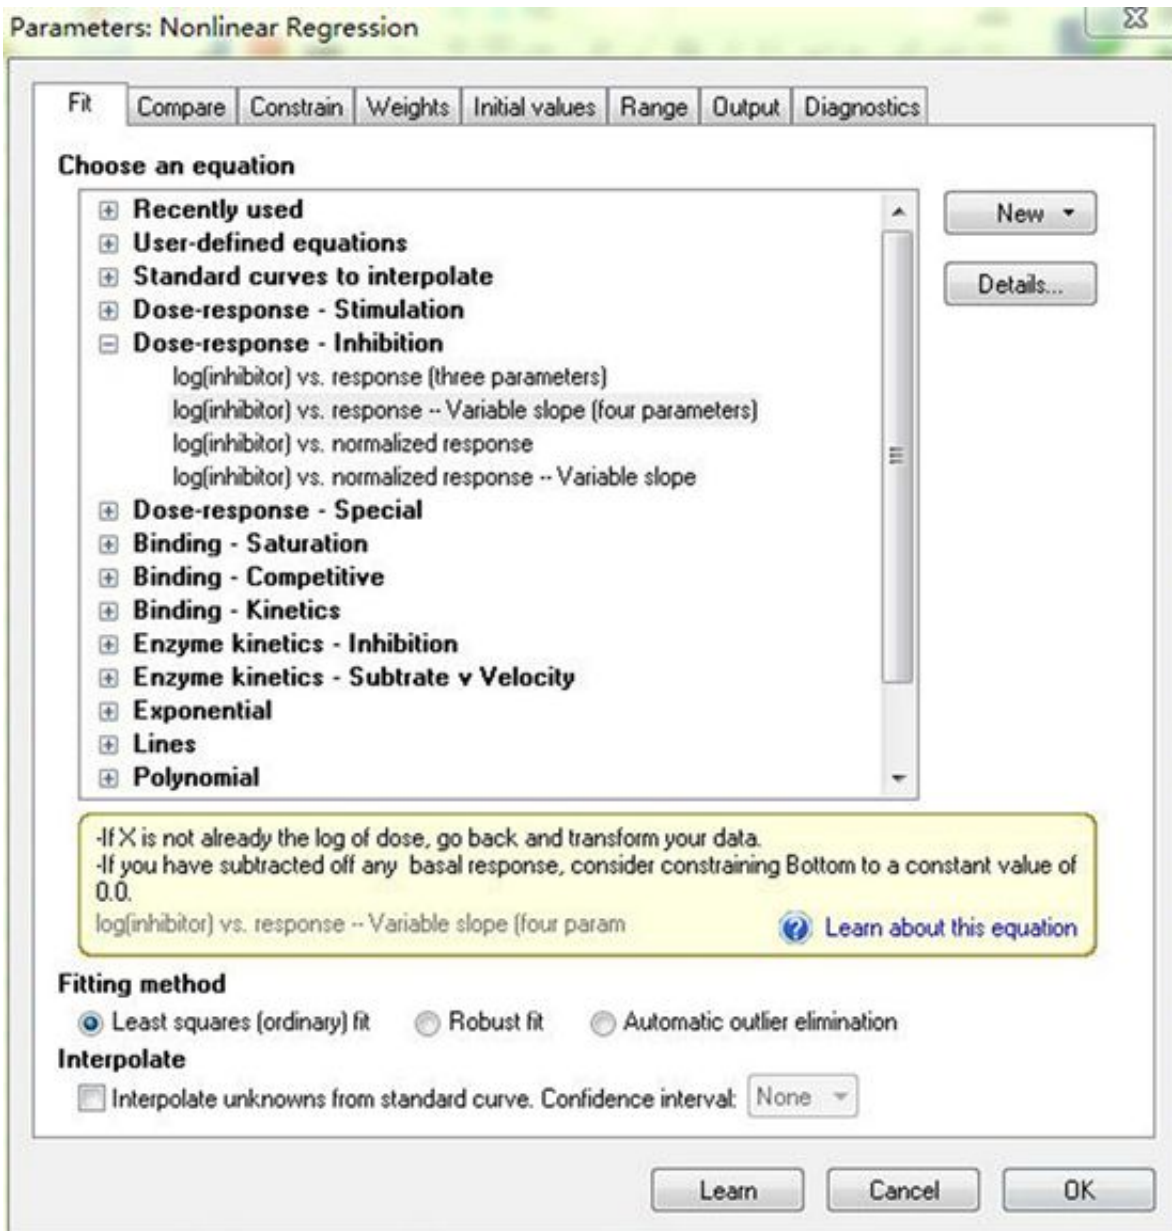 Parameters: Nonlinear Regression
Fit Compare Constrain Weights Initial values Range Output Diagnostics
Choose an equation
Recently used
New
User-defined equations
Standard curves to interpolate
Details...
Dose-response - Stimulation
Dose-response - Inhibition
log(inhibitor) vs. response (three parameters)
log(inhibitor) vs. response -- Variable slope (four parameters)
log(inhibitor) vs. normalized response
log(inhibitor) vs. normalized response -- Variable slope
Dose-response - Special
Binding - Saturation
Binding - Competitive
Binding - Kinetics
Enzyme kinetics - Inhibition
Enzyme kinetics - Subtrate v Velocity
Exponential
Lines
Polynomial
-If X is not already the log of dose, go back and transform your data.
-If you have subtracted off any basal response, consider constraining Bottom to a constant value of
0.0.
log(inhibitor) vs. response -- Variable slope (four param
Learn about this equation
Fitting method
Least squares (ordinary) fit Robust fit Automatic outlier elimination
Interpolate
Interpolate unknowns from standard curve. Confidence interval: None
Learn Cancel OK